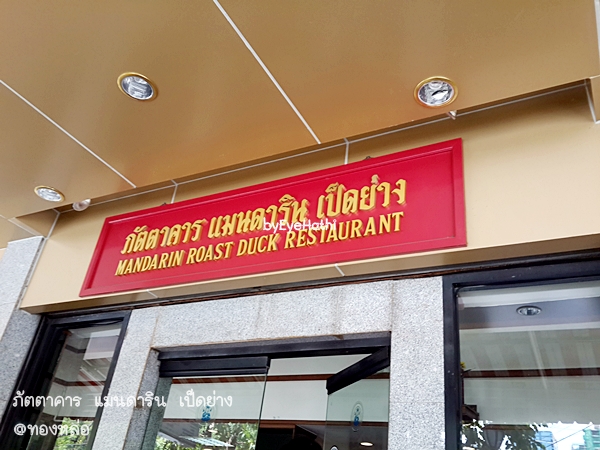 ภัตตาคาร แมนดาริน เป็ดย่าง
byEyeHathi
MANDARIN ROAST DUCK RESTAURANT
ภัตตาคาร แมนดาริน เป็ดย่าง
@ทองหล่อ